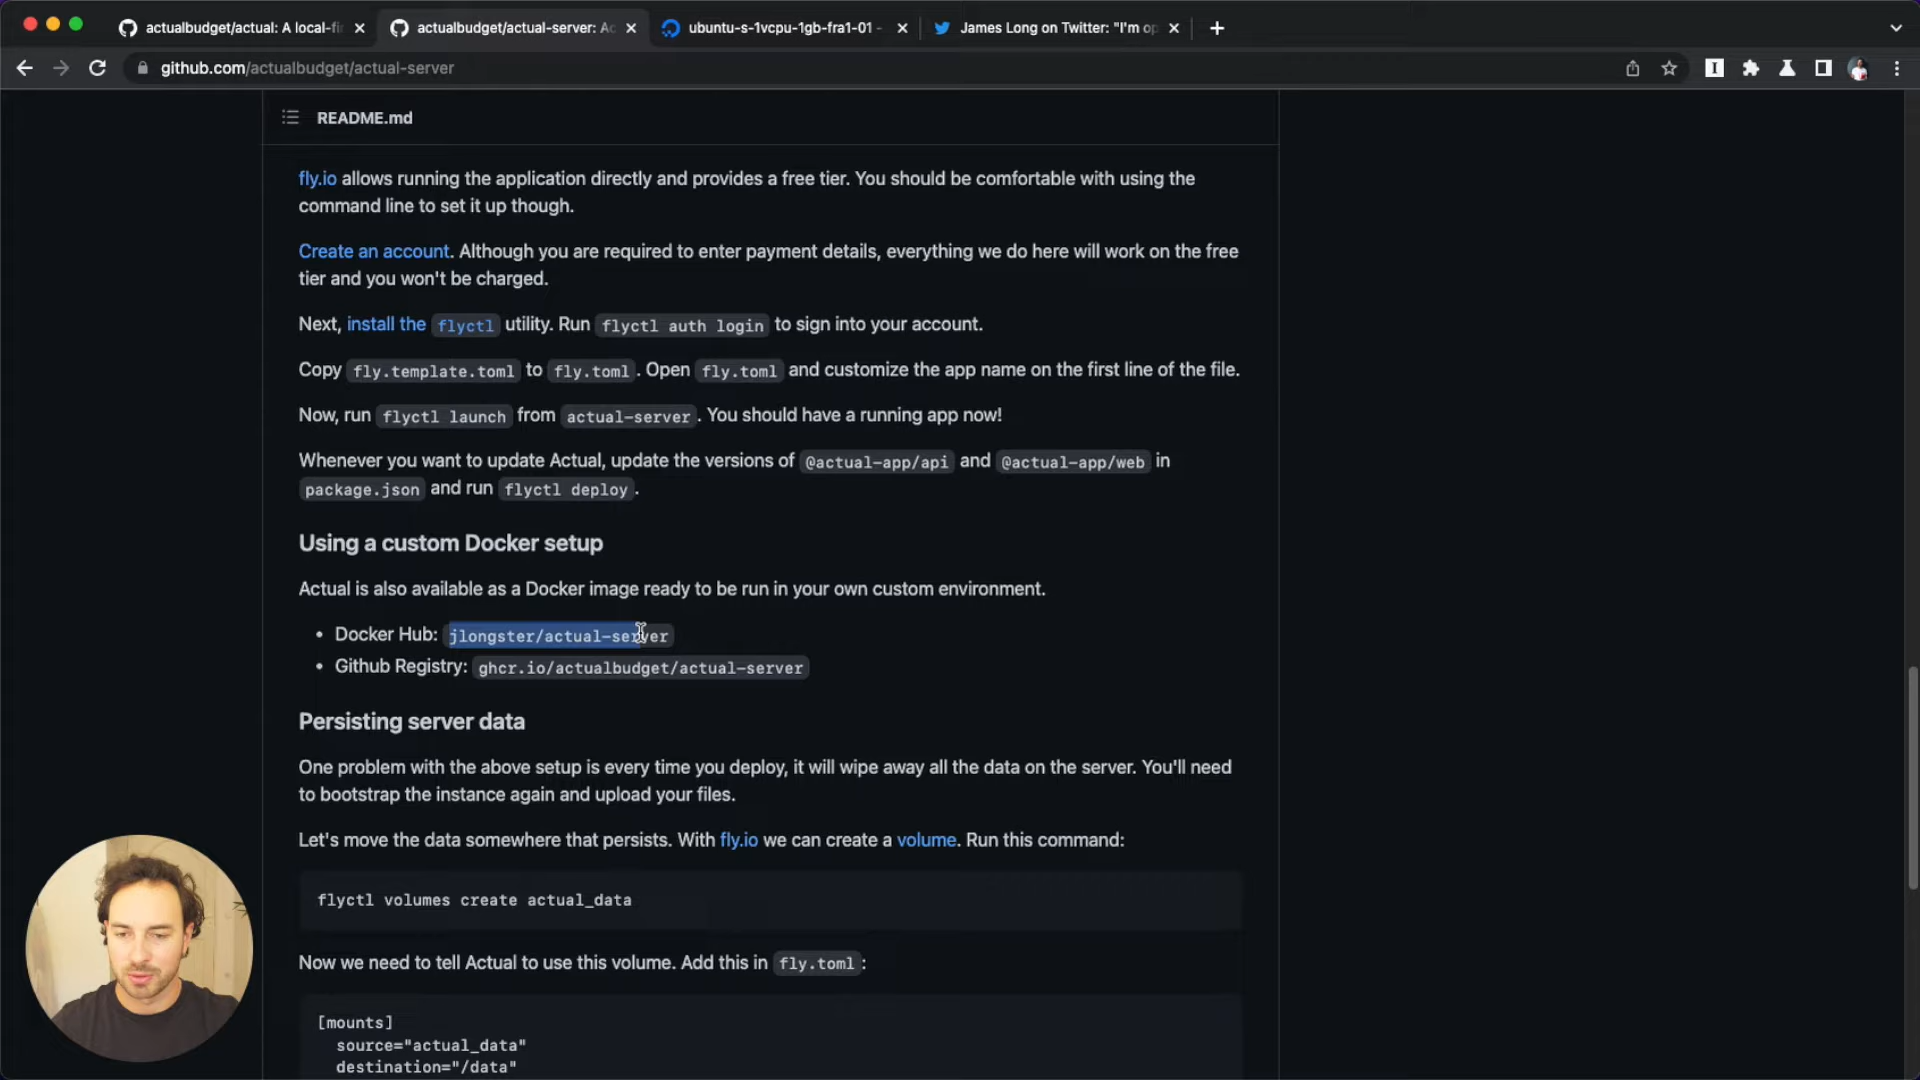 actualbudget/actual: A local-fi
actualbudget/actual-server: Ac
ubuntu-s-1vcpu-1gb-fra1-01 -
James Long on Twitter: "I'm op
github.com/actualbudget/actual-server
README.md
fly.io allows running the application directly and provides a free tier. You should be comfortable with using the
command line to set it up though.
Create an account. Although you are required to enter payment details, everything we do here will work on the free
tier and you won't be charged.
Next, install the flyctl utility. Run flyctl auth login to sign into your account.
Copy fly.template.toml to fly.toml. Open fly.toml and customize the app name on the first line of the file.
Now, run flyctl launch from actual-server. You should have a running app now!
Whenever you want to update Actual, update the versions of @actual-app/api and @actual-app/web in
package.json and run flyctl deploy.
Using a custom Docker setup
Actual is also available as a Docker image ready to be run in your own custom environment.
• Docker Hub: jlongster/actual-server
• Github Registry: ghcr.io/actualbudget/actual-server
Persisting server data
One problem with the above setup is every time you deploy, it will wipe away all the data on the server. You'll need
to bootstrap the instance again and upload your files.
Let's move the data somewhere that persists. With fly.io we can create a volume. Run this command:
flyctl volumes create actual_data
Now we need to tell Actual to use this volume. Add this in fly.toml:
[mounts]
source="actual_data"
destination="/data"